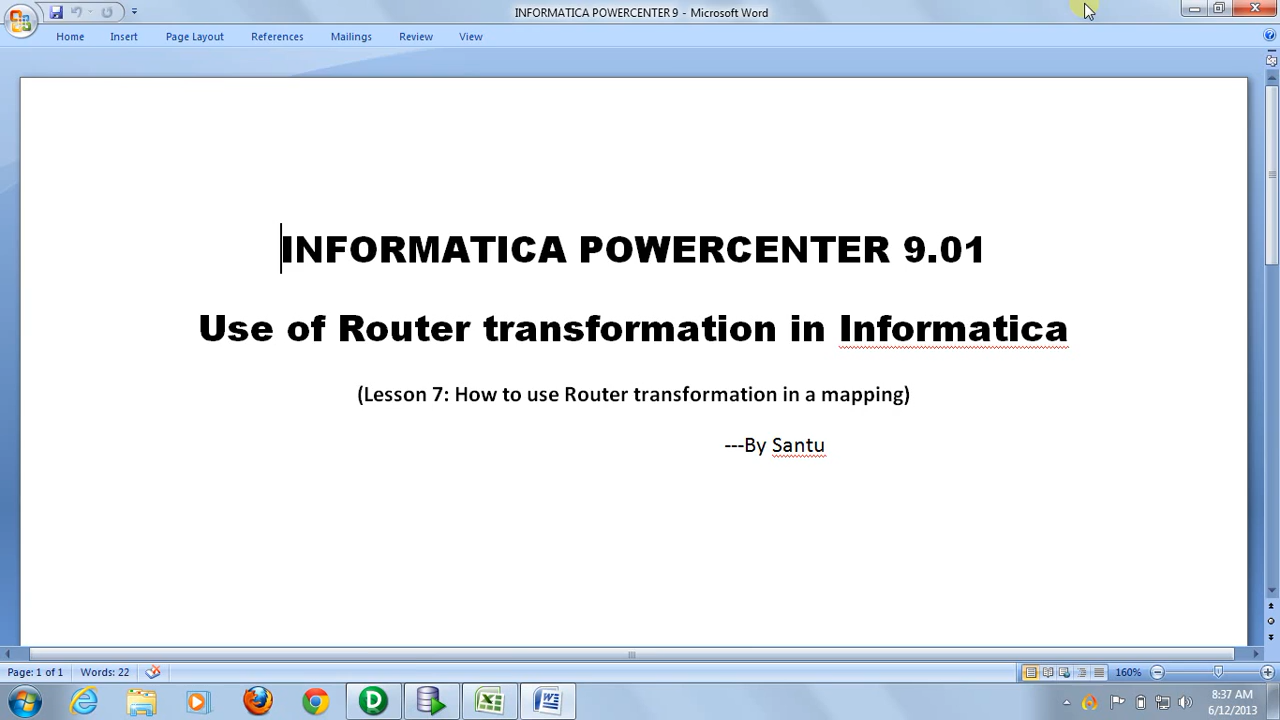 INFORMATICA POWERCENTER 9 - Microsoft Word
Home Insert Page Layout References Mailings Review View
INFORMATICA POWERCENTER 9.01
Use of Router transformation in Informatica
(Lesson 7: How to use Router transformation in a mapping)
---By Santu
Page: 1 of 1 Words: 22 160%
8:37 AM
6/12/2013